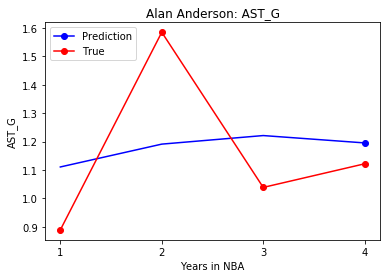 Alan Anderson: AST_G
Prediction
True
1.6
1.5
1.4
1.3
1.2
1.1
1.0
0.9
AST_G
1
2
3
4
Years in NBA